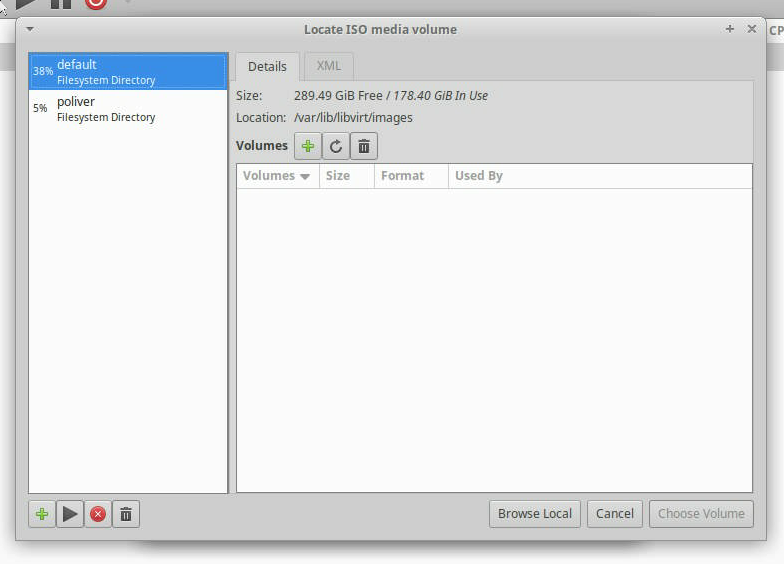 Locate ISO media volume
CP
38% default
Filesystem Directory
5% poliver
Filesystem Directory
Details XML
Size: 289.49 GiB Free / 178.40 GiB In Use
Location: /var/lib/libvirt/images
Volumes
Volumes Size Format Used By
Browse Local Cancel Choose Volume